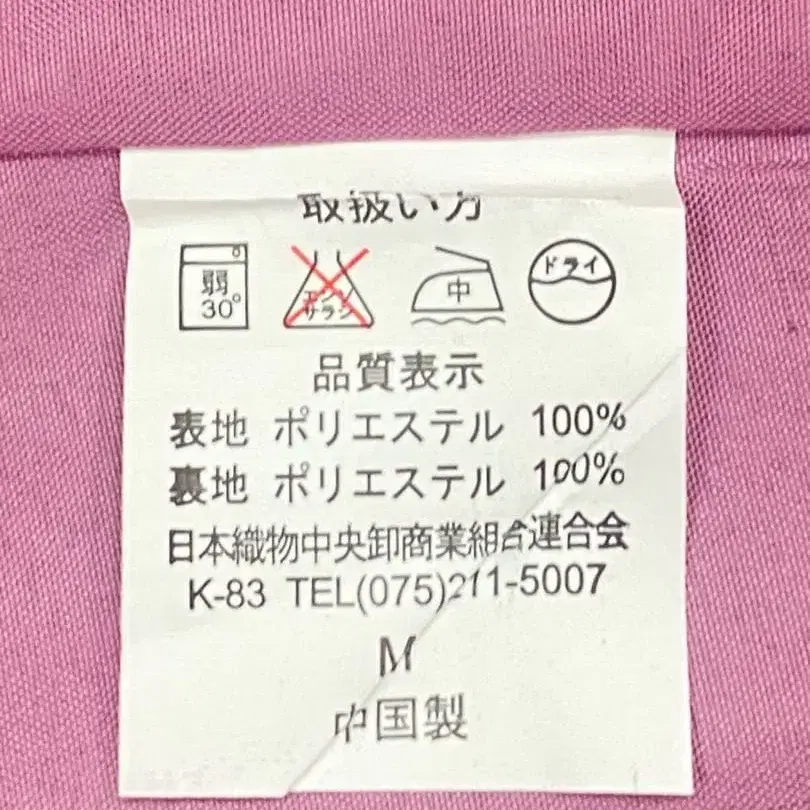 取扱い方
弱 30° エンソ サラシ 中 ドライ
品質表示
表地 ポリエステル 100%
裏地 ポリエステル 100%
日本織物中央卸商業組合連合会
K-83 TEL(075)211-5007
M
中国製